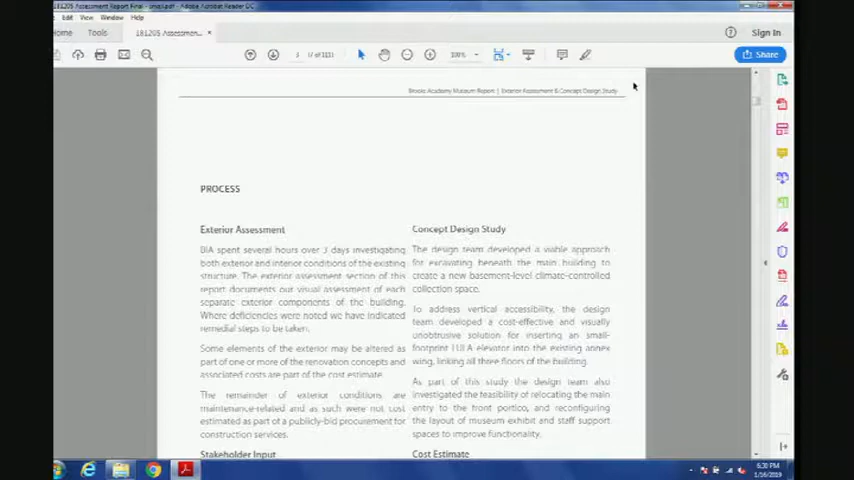 181205 Assessment Report Final - small.pdf - Adobe Acrobat Reader DC
Edit View Window Help
Home Tools 181205 Assessmen... × Sign In
100%
Share
Brooks Academy Museum Report | Exterior Assessment & Concept Design Study
PROCESS
Exterior Assessment
BIA spent several hours over 3 days investigating
both exterior and interior conditions of the existing
structure. The exterior assessment section of this
report documents our visual assessment of each
separate exterior components of the building.
Where deficiencies were noted we have indicated
remedial steps to be taken.
Some elements of the exterior may be altered as
part of one or more of the renovation concepts and
associated costs are part of the cost estimate.
The remainder of exterior conditions are
maintenance-related and as such were not cost
estimated as part of a publicly-bid procurement for
construction services.
Stakeholder Input
Concept Design Study
The design team developed a viable approach
for excavating beneath the main building to
create a new basement-level climate-controlled
collection space.
To address vertical accessibility, the design
team developed a cost-effective and visually
unobtrusive solution for inserting an small-
footprint LULA elevator into the existing annex
wing, linking all three floors of the building.
As part of this study the design team also
investigated the feasibility of relocating the main
entry to the front portico, and reconfiguring
the layout of museum exhibit and staff support
spaces to improve functionality.
Cost Estimate
6:30 PM
1/16/2019